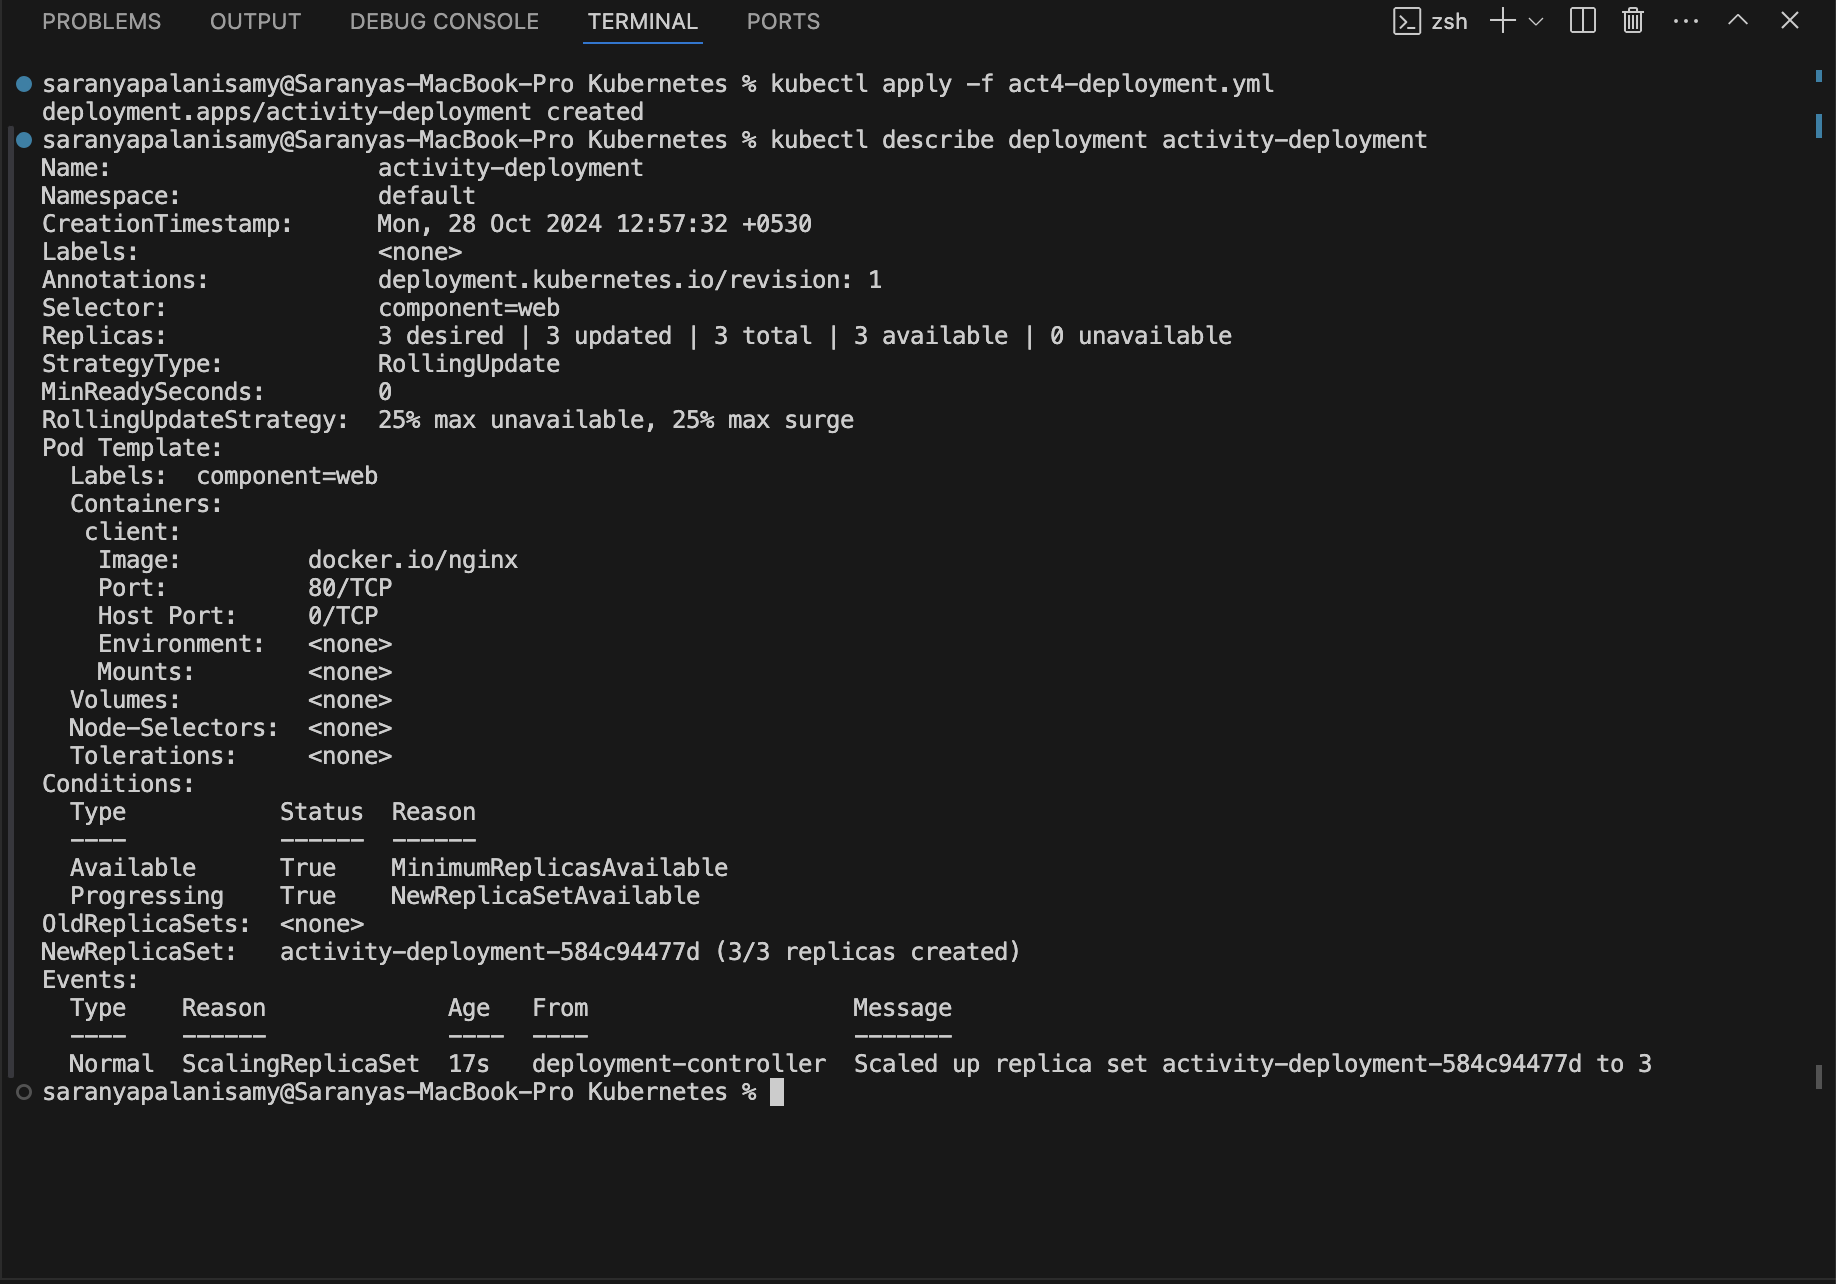 PROBLEMS OUTPUT DEBUG CONSOLE TERMINAL PORTS zsh
saranyapalanisamy@Saranyas-MacBook-Pro Kubernetes % kubectl apply -f act4-deployment.yml
deployment.apps/activity-deployment created
saranyapalanisamy@Saranyas-MacBook-Pro Kubernetes % kubectl describe deployment activity-deployment
Name:                   activity-deployment
Namespace:              default
CreationTimestamp:      Mon, 28 Oct 2024 12:57:32 +0530
Labels:                 <none>
Annotations:            deployment.kubernetes.io/revision: 1
Selector:               component=web
Replicas:               3 desired | 3 updated | 3 total | 3 available | 0 unavailable
StrategyType:           RollingUpdate
MinReadySeconds:        0
RollingUpdateStrategy:  25% max unavailable, 25% max surge
Pod Template:
  Labels:  component=web
  Containers:
   client:
    Image:         docker.io/nginx
    Port:          80/TCP
    Host Port:     0/TCP
    Environment:   <none>
    Mounts:        <none>
  Volumes:         <none>
  Node-Selectors:  <none>
  Tolerations:     <none>
Conditions:
  Type           Status  Reason
  ----           ------  ------
  Available      True    MinimumReplicasAvailable
  Progressing    True    NewReplicaSetAvailable
OldReplicaSets:  <none>
NewReplicaSet:   activity-deployment-584c94477d (3/3 replicas created)
Events:
  Type    Reason             Age   From                   Message
  ----    ------             ----  ----                   -------
  Normal  ScalingReplicaSet  17s   deployment-controller  Scaled up replica set activity-deployment-584c94477d to 3
saranyapalanisamy@Saranyas-MacBook-Pro Kubernetes %